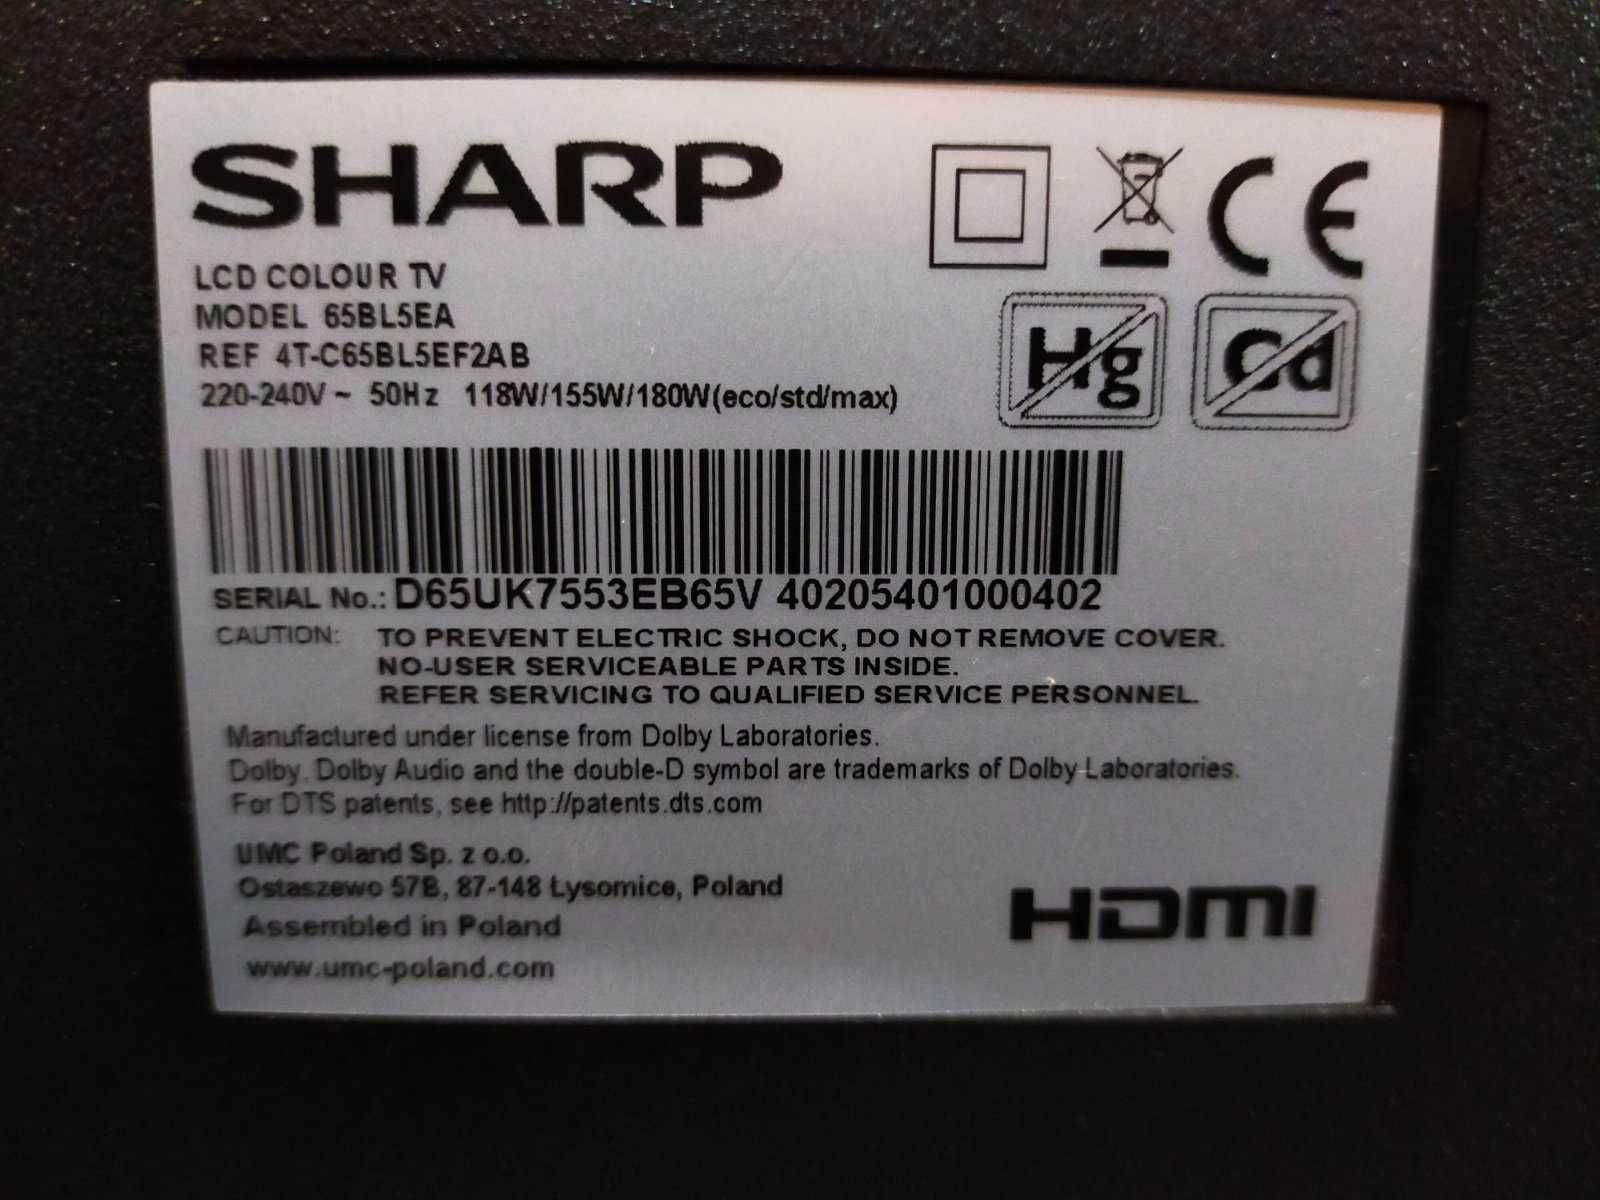 SHARP
LCD COLOUR TV
MODEL 65BL5EA
REF 4T-C65BL5EF2AB
220-240V ~ 50Hz 118W/155W/180W(eco/std/max)
CE
Hg
Cd
SERIAL No.: D65UK7553EB65V 40205401000402
CAUTION: TO PREVENT ELECTRIC SHOCK, DO NOT REMOVE COVER.
NO-USER SERVICEABLE PARTS INSIDE.
REFER SERVICING TO QUALIFIED SERVICE PERSONNEL.
Manufactured under license from Dolby Laboratories.
Dolby, Dolby Audio and the double-D symbol are trademarks of Dolby Laboratories.
For DTS patents, see http://patents.dts.com
UMC Poland Sp. z o.o.
Ostaszewo 57B, 87-148 Łysomice, Poland
Assembled in Poland
www.umc-poland.com
HDMI